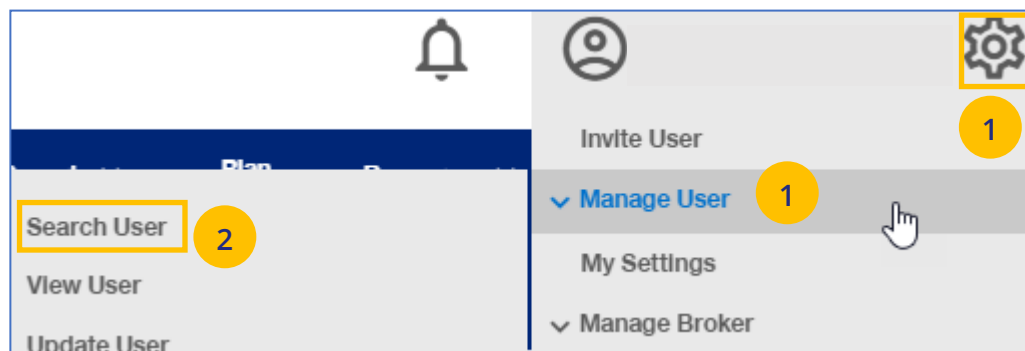 1
Invite User
Manage User
1
My Settings
Manage Broker
Plan
Search User
2
View User
Update User